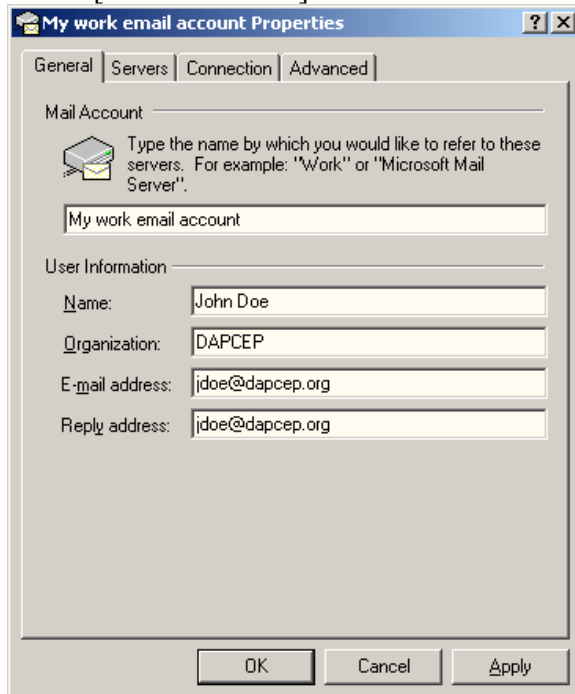 My work email account Properties
General Servers Connection Advanced
Mail Account
Type the name by which you would like to refer to these
servers. For example: "Work" or "Microsoft Mail
Server".
My work email account
User Information
Name: John Doe
Organization: DAPCEP
E-mail address: jdoe@dapcep.org
Reply address: jdoe@dapcep.org
OK Cancel Apply